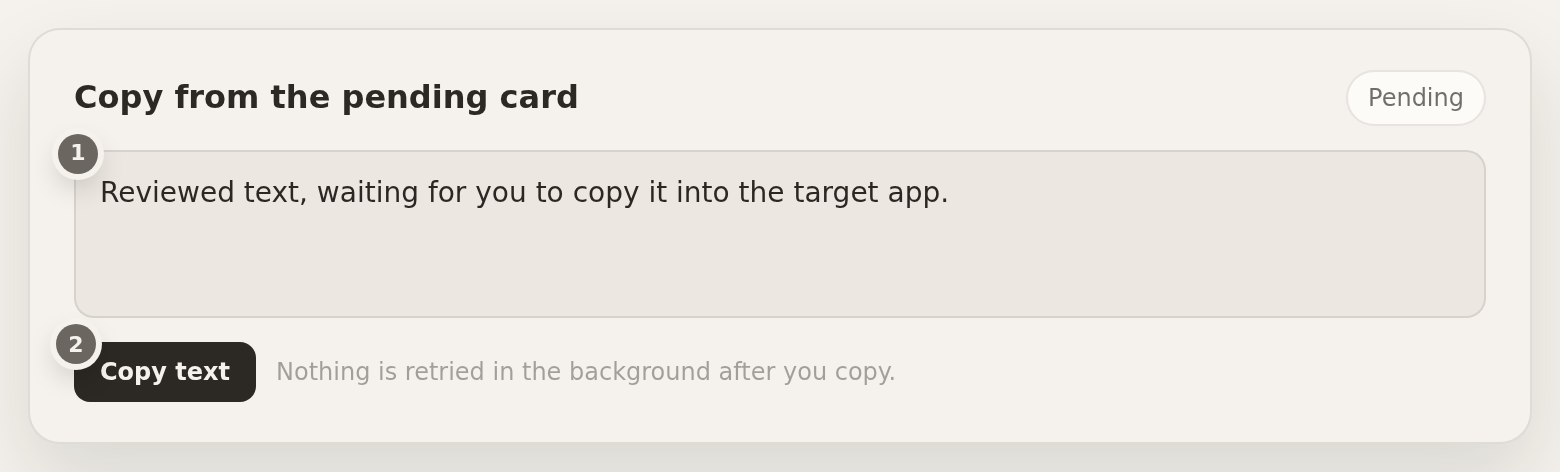 Copy from the pending card
Pending
1
Reviewed text, waiting for you to copy it into the target app.
2
Copy text
Nothing is retried in the background after you copy.